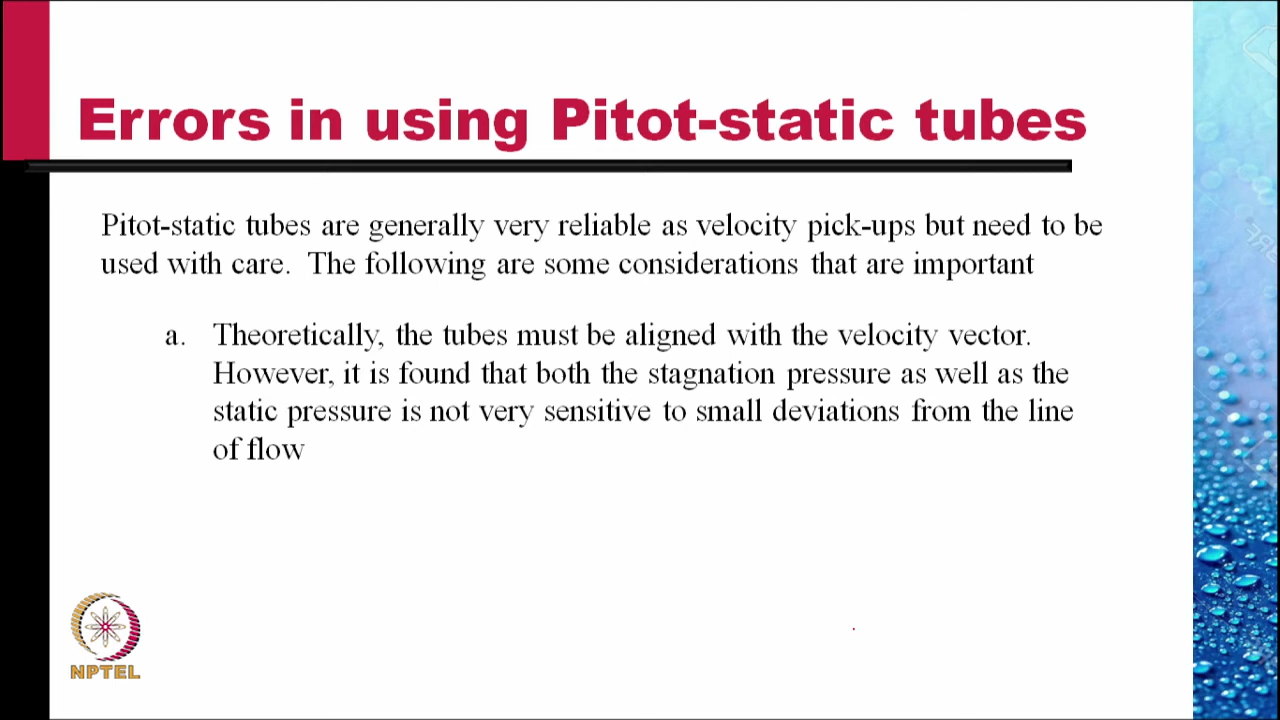 Errors in using Pitot-static tubes
Pitot-static tubes are generally very reliable as velocity pick-ups but need to be
used with care. The following are some considerations that are important
a. Theoretically, the tubes must be aligned with the velocity vector.
However, it is found that both the stagnation pressure as well as the
static pressure is not very sensitive to small deviations from the line
of flow
NPTEL